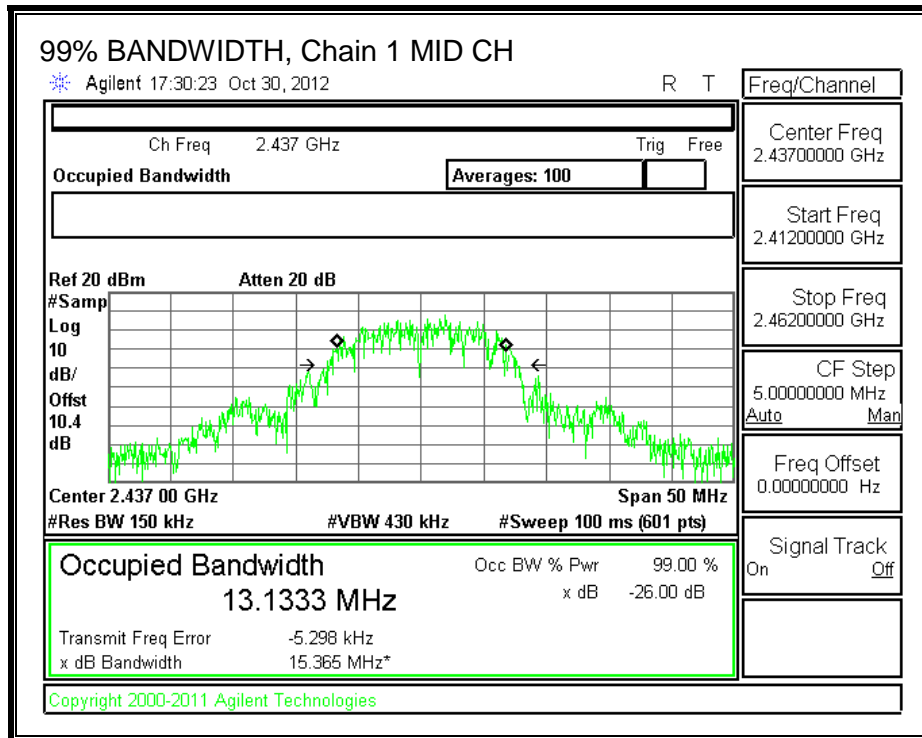 99% BANDWIDTH, Chain 1 MID CH
Agilent 17:30:23 Oct 30, 2012 R T
Ch Freq 2.437 GHz Trig Free
Occupied Bandwidth Averages: 100
Ref 20 dBm Atten 20 dB
#Samp
Log
10
dB/
Offst
10.4
dB
Center 2.437 00 GHz Span 50 MHz
#Res BW 150 kHz #VBW 430 kHz #Sweep 100 ms (601 pts)
Occupied Bandwidth Occ BW % Pwr 99.00 %
13.1333 MHz x dB -26.00 dB
Transmit Freq Error -5.298 kHz
x dB Bandwidth 15.365 MHz*
Copyright 2000-2011 Agilent Technologies
Freq/Channel
Center Freq
2.43700000 GHz
Start Freq
2.41200000 GHz
Stop Freq
2.46200000 GHz
CF Step
5.00000000 MHz
Auto Man
Freq Offset
0.00000000 Hz
Signal Track
On Off